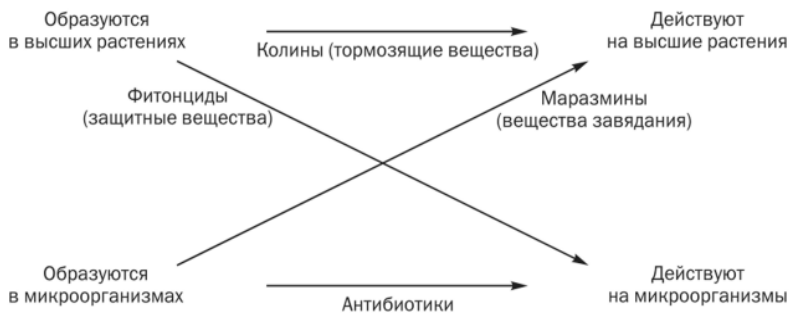 Образуются
в высших растениях
Колины (тормозящие вещества)
Действуют
на высшие растения
Фитонциды
(защитные вещества)
Маразмины
(вещества завядания)
Образуются
в микроорганизмах
Антибиотики
Действуют
на микроорганизмы